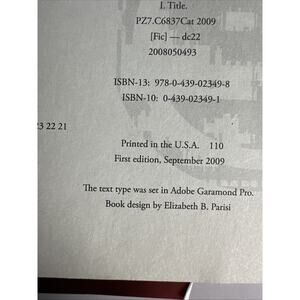 I. Title.
PZ7.C6837Cat 2009
[Fic] — dc22
2008050493
ISBN-13: 978-0-439-02349-8
ISBN-10: 0-439-02349-1
23 22 21
Printed in the U.S.A. 110
First edition, September 2009
The text type was set in Adobe Garamond Pro.
Book design by Elizabeth B. Parisi